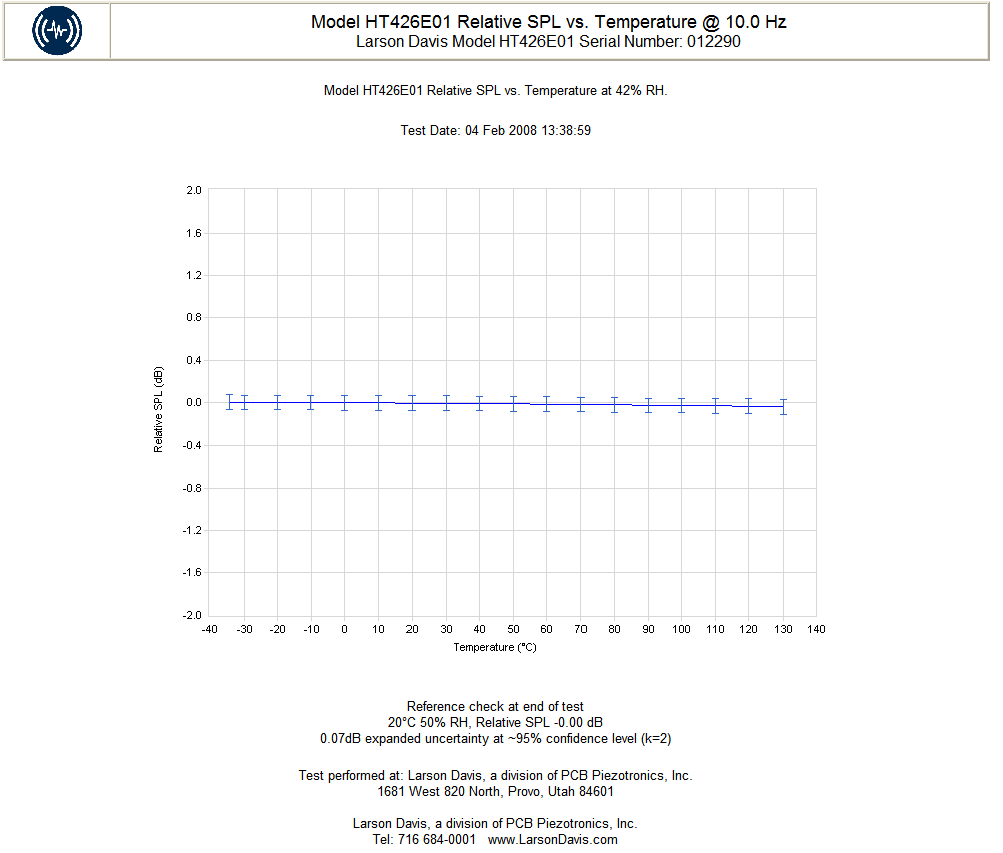 Model HT426E01 Relative SPL vs. Temperature @ 10.0 Hz
Larson Davis Model HT426E01 Serial Number: 012290
Model HT426E01 Relative SPL vs. Temperature at 42% RH.
Test Date: 04 Feb 2008 13:38:59
2.0
1.6
1.2
0.8
0.4
0.0
-0.4
-0.8
-1.2
-1.6
-2.0
Relative SPL (dB)
-40 -30 -20 -10 0 10 20 30 40 50 60 70 80 90 100 110 120 130 140
Temperature (°C)
Reference check at end of test
20°C 50% RH, Relative SPL -0.00 dB
0.07dB expanded uncertainty at ~95% confidence level (k=2)
Test performed at: Larson Davis, a division of PCB Piezotronics, Inc.
1681 West 820 North, Provo, Utah 84601
Larson Davis, a division of PCB Piezotronics, Inc.
Tel: 716 684-0001 www.LarsonDavis.com